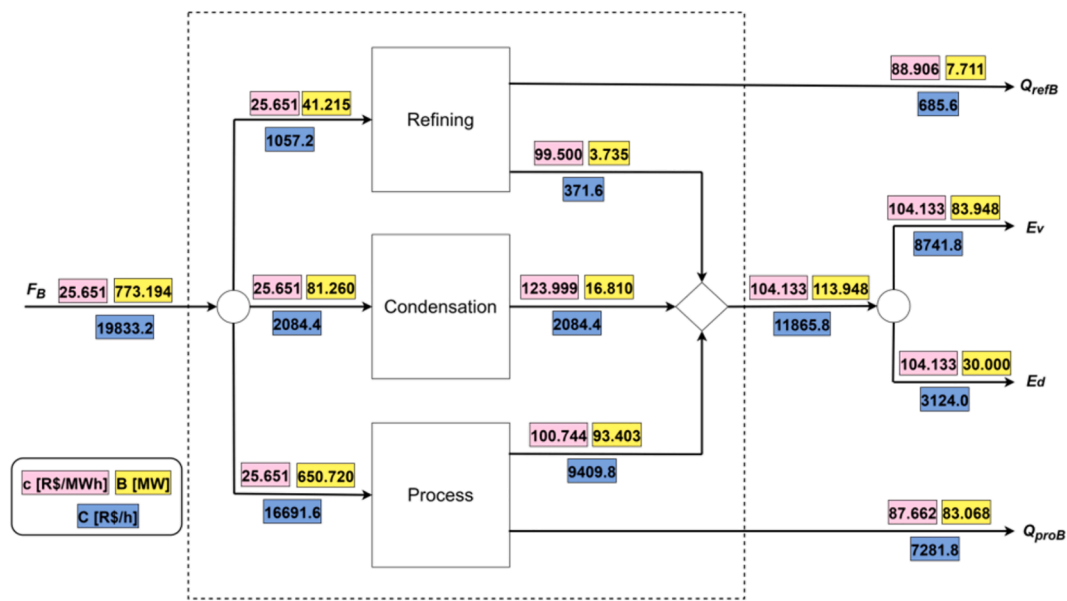 88.906 7.711
Q_refB
685.6
25.651 41.215
1057.2
Refining
99.500 3.735
371.6
104.133 83.948
Ev
8741.8
F_B 25.651 773.194
19833.2
25.651 81.260
2084.4
Condensation
123.999 16.810
2084.4
104.133 113.948
11865.8
104.133 30.000
Ed
3124.0
100.744 93.403
9409.8
25.651 650.720
16691.6
Process
87.662 83.068
Q_proB
7281.8
c [R$/MWh] B [MW]
C [R$/h]